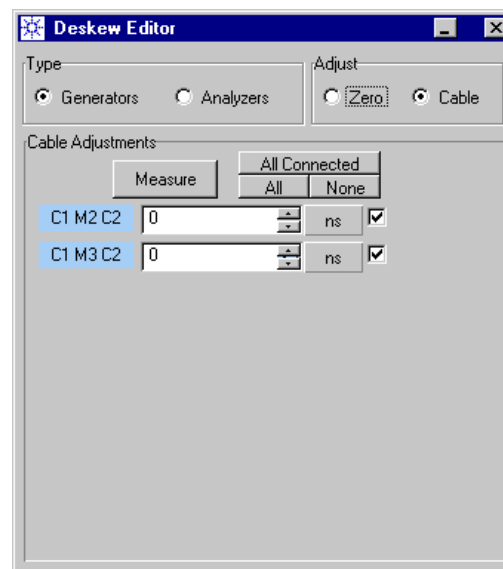 Deskew Editor
Type
Generators Analyzers
Adjust
Zero Cable
Cable Adjustments
Measure
All Connected
All None
C1 M2 C2 0 ns
C1 M3 C2 0 ns